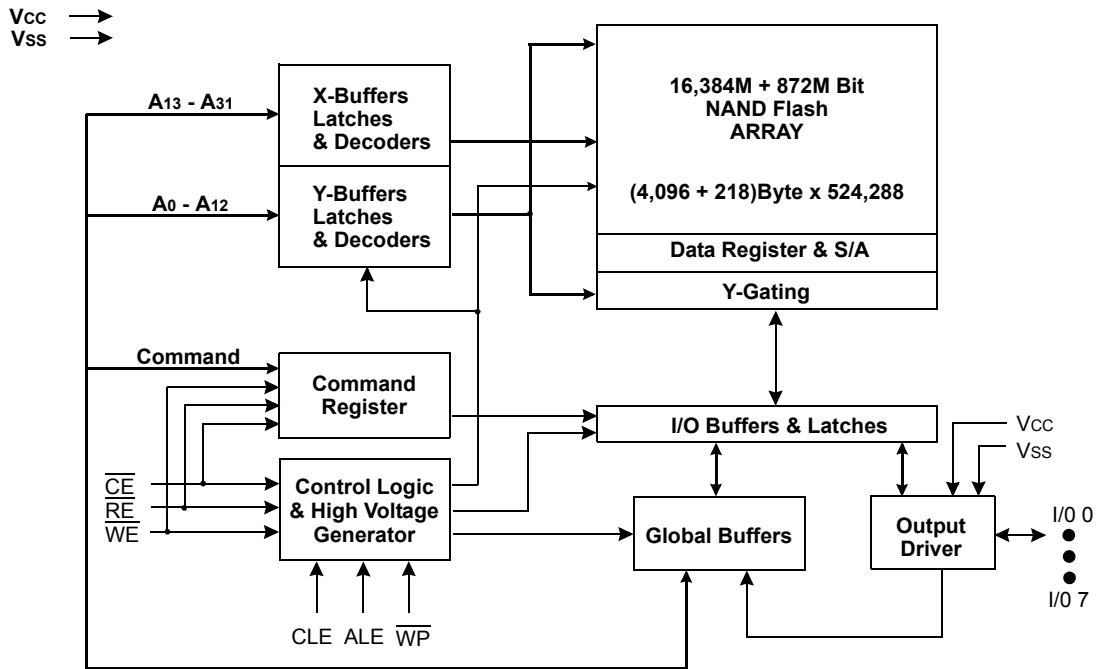 VCC
VSS
A13 - A31
X-Buffers
Latches
& Decoders
A0 - A12
Y-Buffers
Latches
& Decoders
16,384M + 872M Bit
NAND Flash
ARRAY
(4,096 + 218)Byte x 524,288
Data Register & S/A
Y-Gating
Command
Command
Register
I/O Buffers & Latches
VCC
VSS
CE
RE
WE
Control Logic
& High Voltage
Generator
Global Buffers
Output
Driver
I/0 0
I/0 7
CLE ALE WP